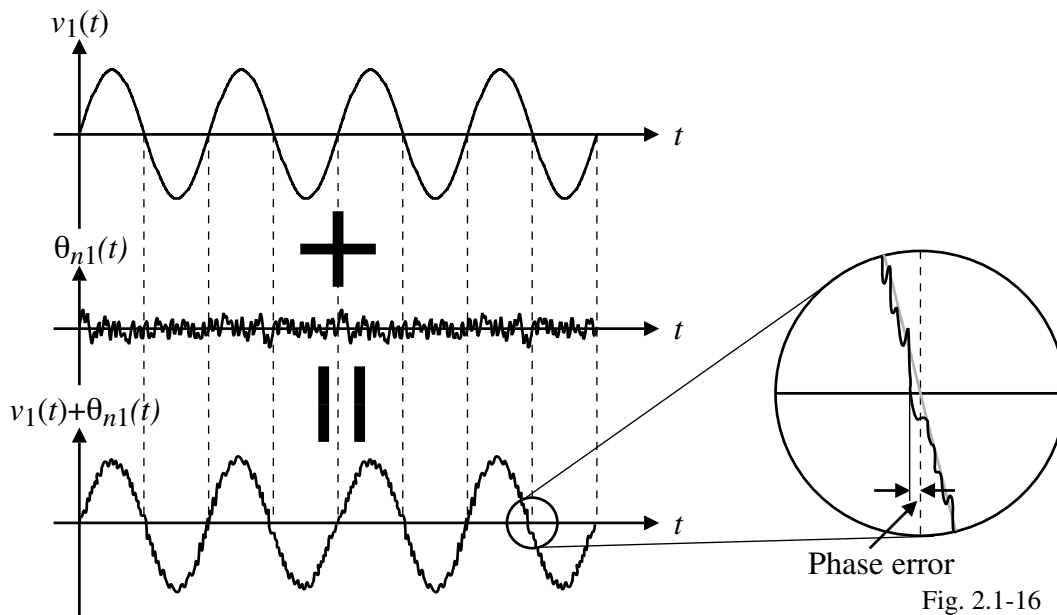 v₁(t)
t
θₙ₁(t)
t
v₁(t)+θₙ₁(t)
t
Phase error
Fig. 2.1-16